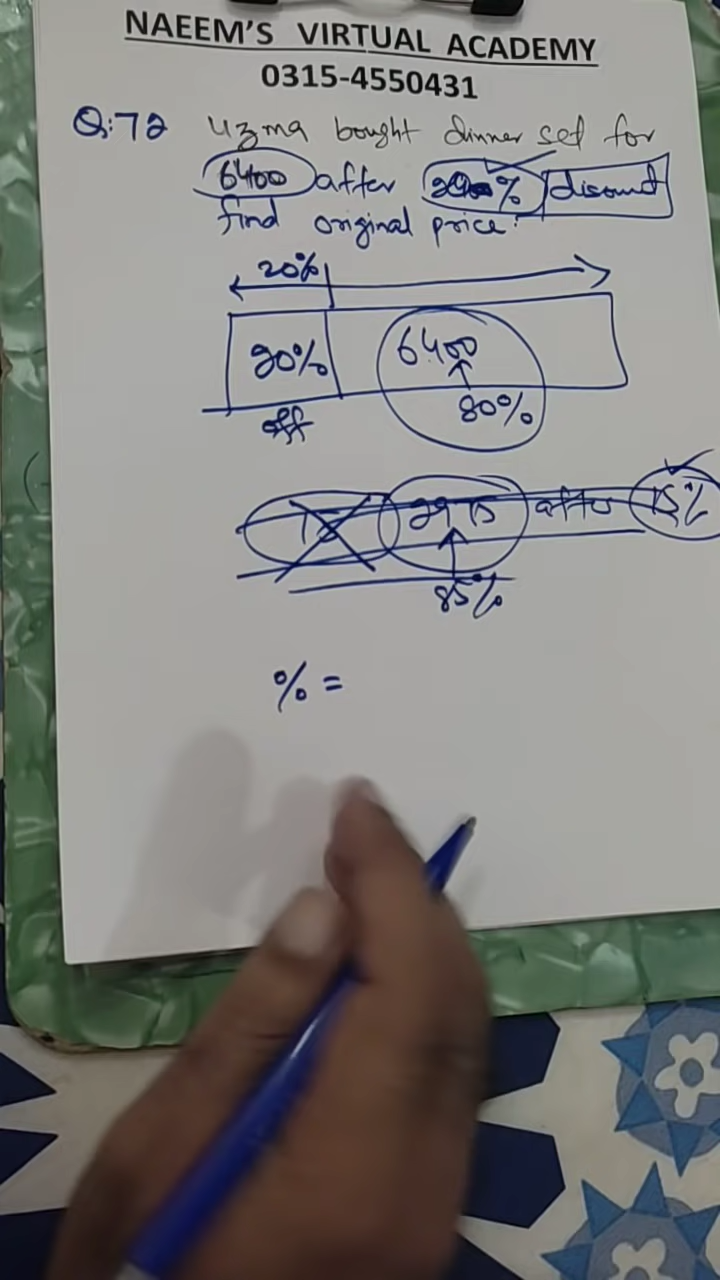 NAEEM'S VIRTUAL ACADEMY
0315-4550431
Q:72 uzma bought dinner set for
6400 after 20% discount
find original price?
20%
20% 6400
off 80%
2975 after 15%
85%
% =